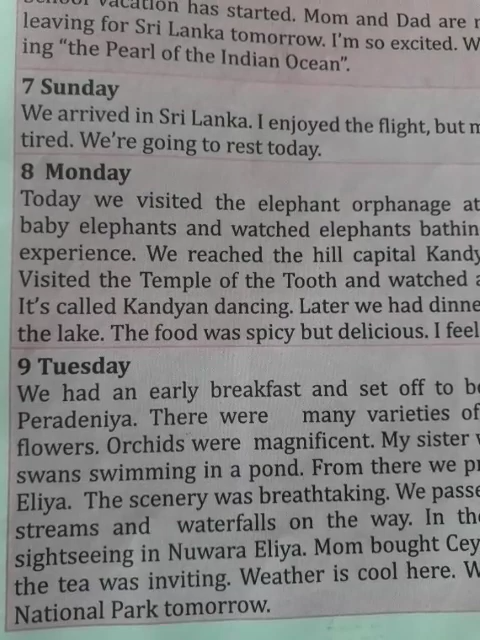 vacation has started. Mom and Dad are
leaving for Sri Lanka tomorrow. I'm so excited.
ing "the Pearl of the Indian Ocean".
7 Sunday
We arrived in Sri Lanka. I enjoyed the flight, but
tired. We're going to rest today.
8 Monday
Today we visited the elephant orphanage at
baby elephants and watched elephants
experience. We reached the hill capital
Visited the Temple of the Tooth and watched
It's called Kandyan dancing. Later we had
the lake. The food was spicy but delicious. I feel
9 Tuesday
We had an early breakfast and set off to
Peradeniya. There were many varieties of
flowers. Orchids were magnificent. My sister
swans swimming in a pond. From there we
Eliya. The scenery was breathtaking. We
streams and waterfalls on the way. In
sightseeing in Nuwara Eliya. Mom bought
the tea was inviting. Weather is cool here.
National Park tomorrow.